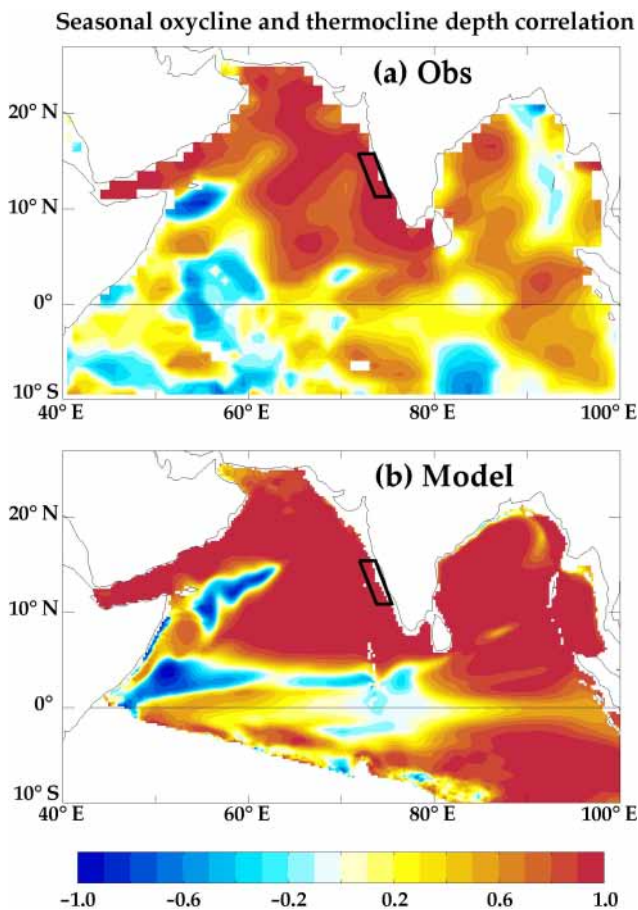 Seasonal oxycline and thermocline depth correlation
(a) Obs
20° N
10° N
0°
10° S
40° E 60° E 80° E 100° E
(b) Model
20° N
10° N
0°
10° S
40° E 60° E 80° E 100° E
−1.0 −0.6 −0.2 0.2 0.6 1.0